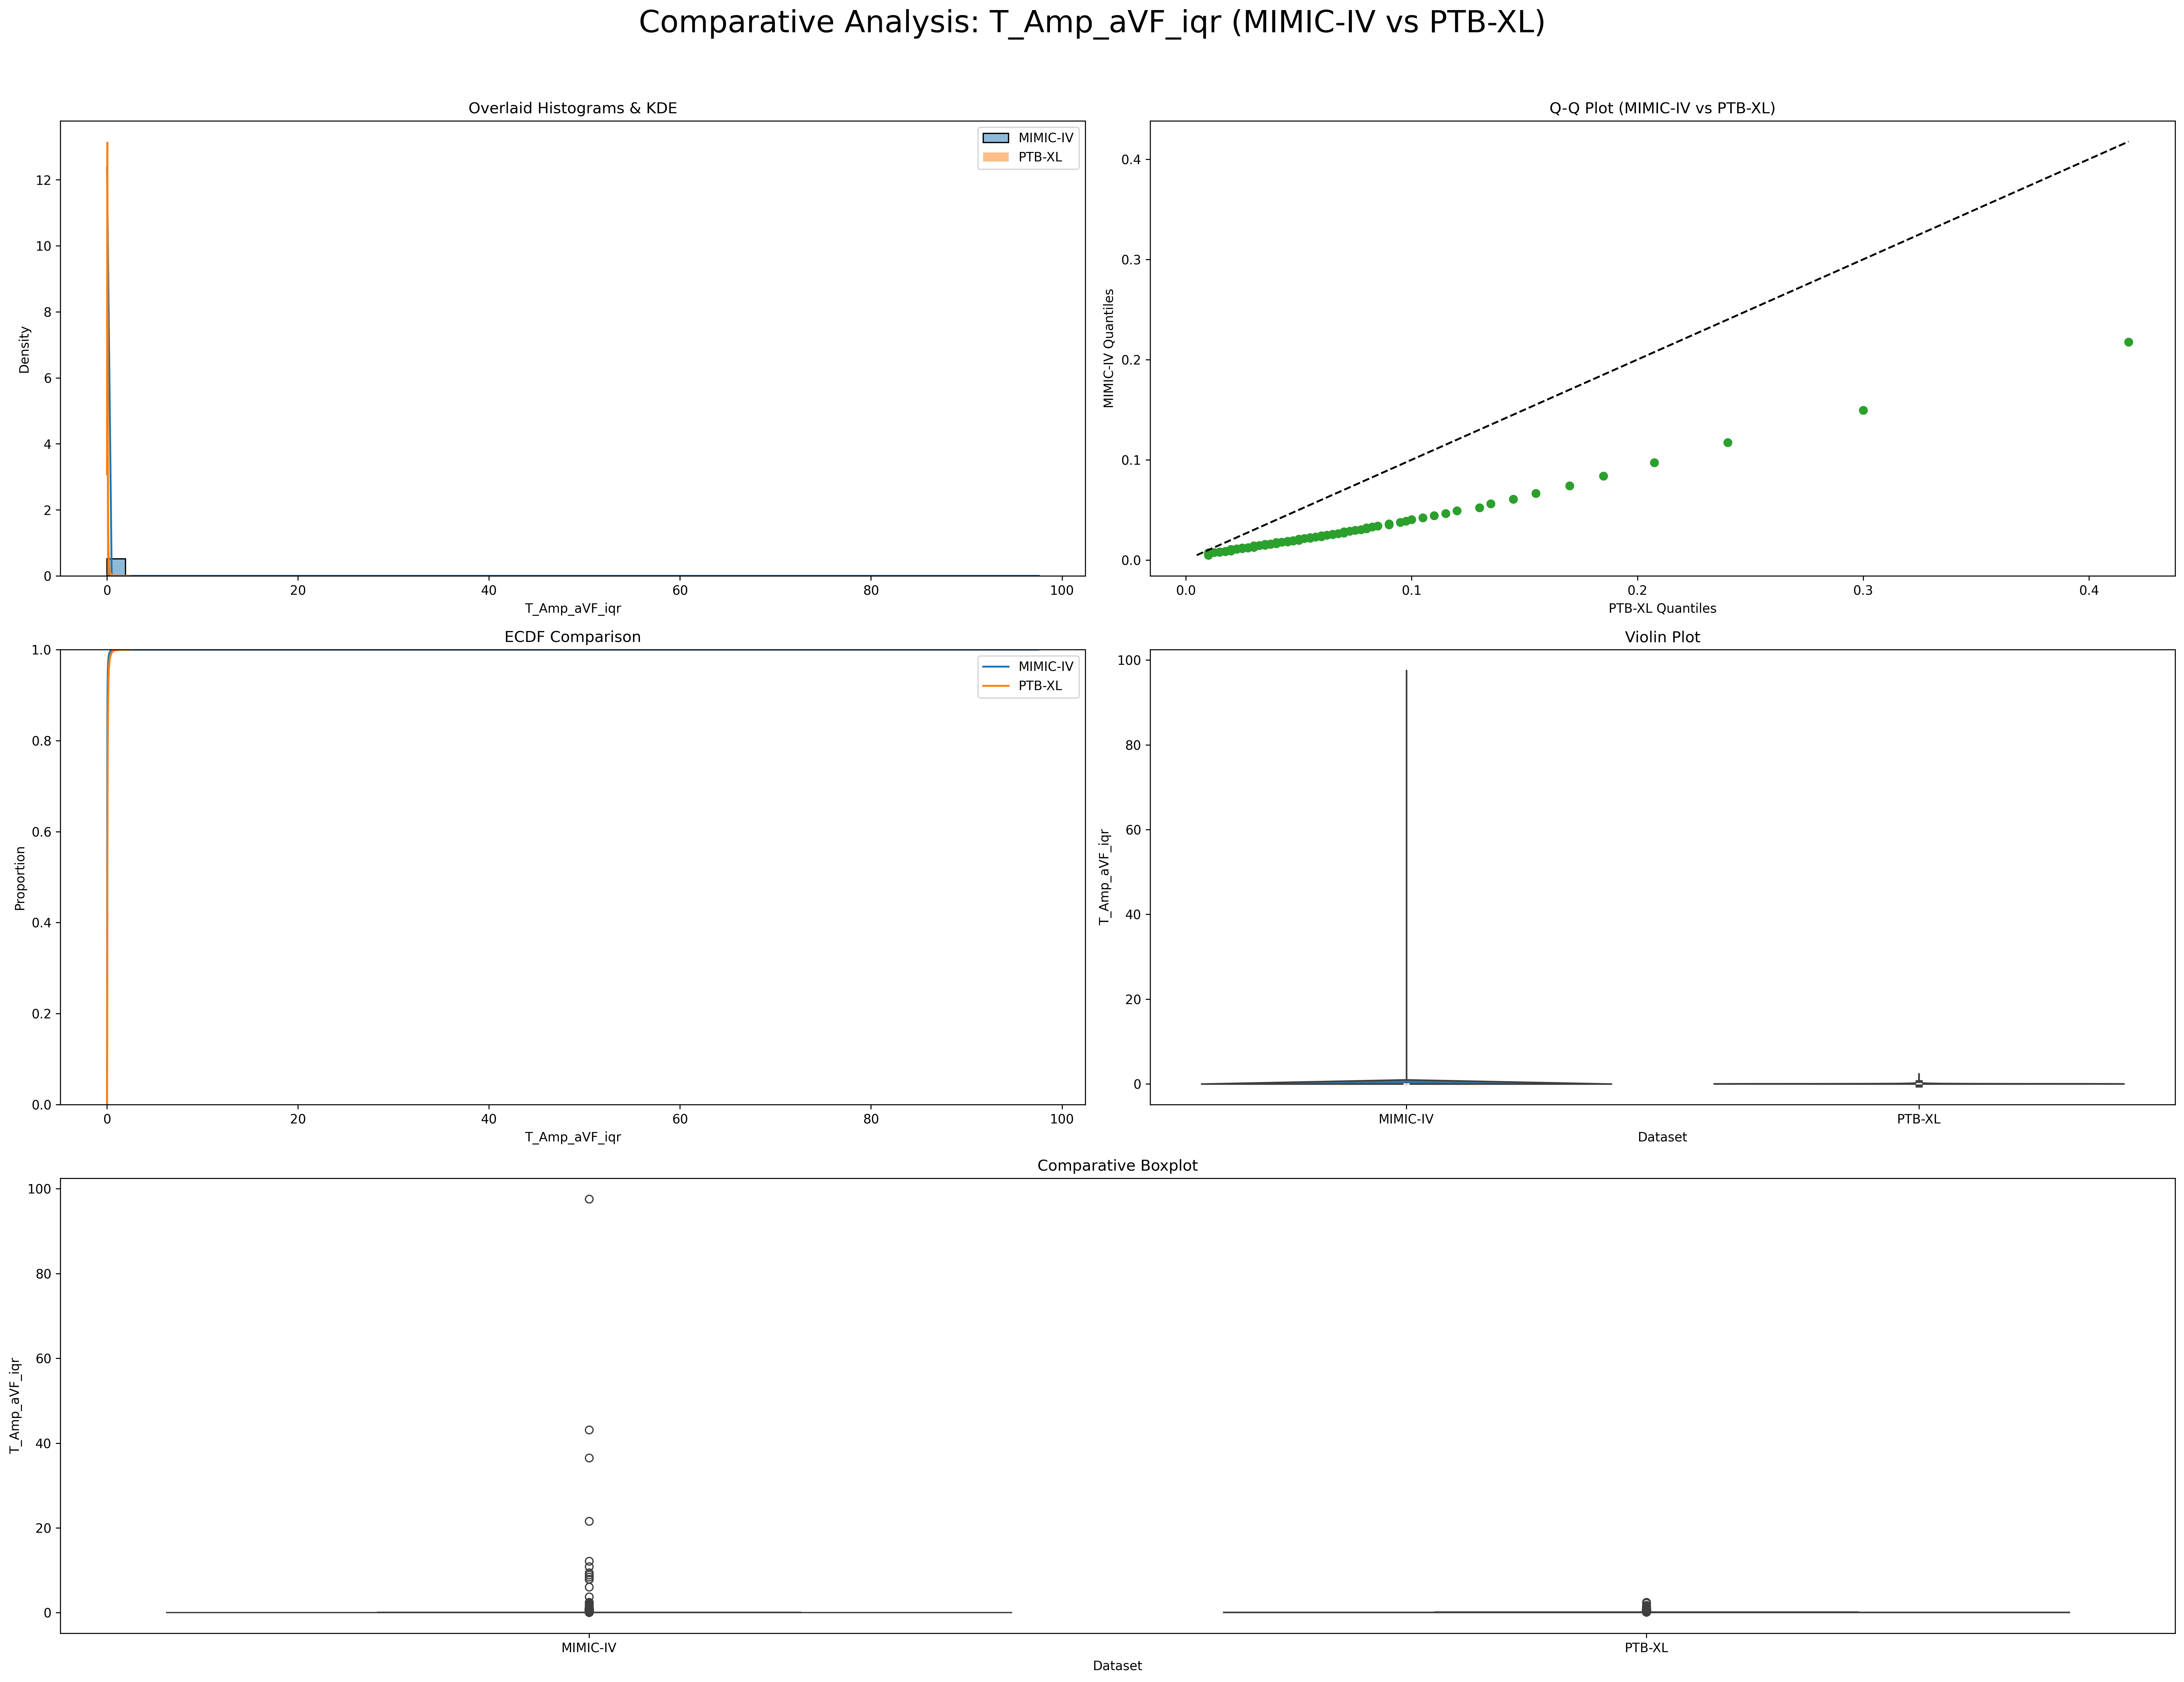 Comparative Analysis: T_Amp_aVF_iqr (MIMIC-IV vs PTB-XL)
Overlaid Histograms & KDE
MIMIC-IV
PTB-XL
Density
12
10
8
6
4
2
0
0 20 40 60 80 100
T_Amp_aVF_iqr
Q-Q Plot (MIMIC-IV vs PTB-XL)
MIMIC-IV Quantiles
0.4
0.3
0.2
0.1
0.0
0.0 0.1 0.2 0.3 0.4
PTB-XL Quantiles
ECDF Comparison
MIMIC-IV
PTB-XL
Proportion
1.0
0.8
0.6
0.4
0.2
0.0
0 20 40 60 80 100
T_Amp_aVF_iqr
Violin Plot
T_Amp_aVF_iqr
100
80
60
40
20
0
MIMIC-IV PTB-XL
Dataset
Comparative Boxplot
T_Amp_aVF_iqr
100
80
60
40
20
0
MIMIC-IV PTB-XL
Dataset